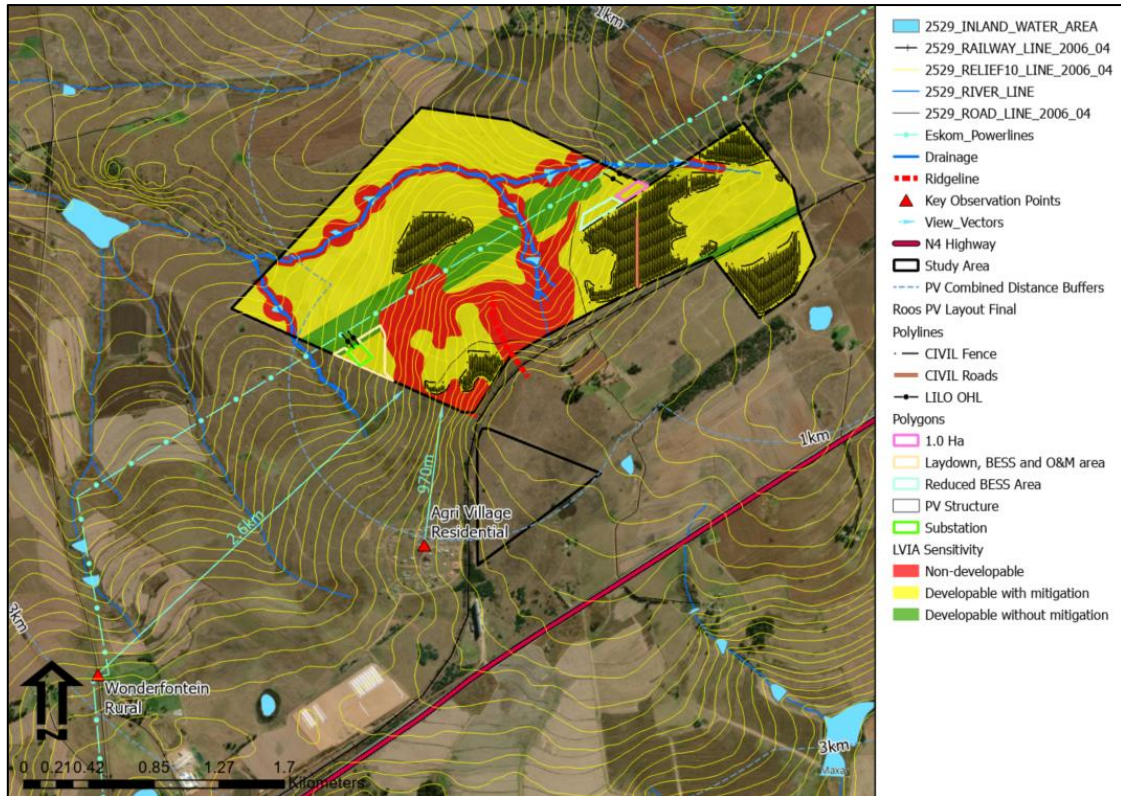 1km
970m
2.6km
Agri Village
Residential
1km
3km
Wonderfontein
Rural
3km
N
0 0.21 0.42 0.85 1.27 1.7
Kilometers
2529_INLAND_WATER_AREA
2529_RAILWAY_LINE_2006_04
2529_RELIEF10_LINE_2006_04
2529_RIVER_LINE
2529_ROAD_LINE_2006_04
Eskom_Powerlines
Drainage
Ridgeline
Key Observation Points
View_Vectors
N4 Highway
Study Area
PV Combined Distance Buffers
Roos PV Layout Final
Polylines
CIVIL Fence
CIVIL Roads
LILO OHL
Polygons
1.0 Ha
Laydown, BESS and O&M area
Reduced BESS Area
PV Structure
Substation
LVIA Sensitivity
Non-developable
Developable with mitigation
Developable without mitigation